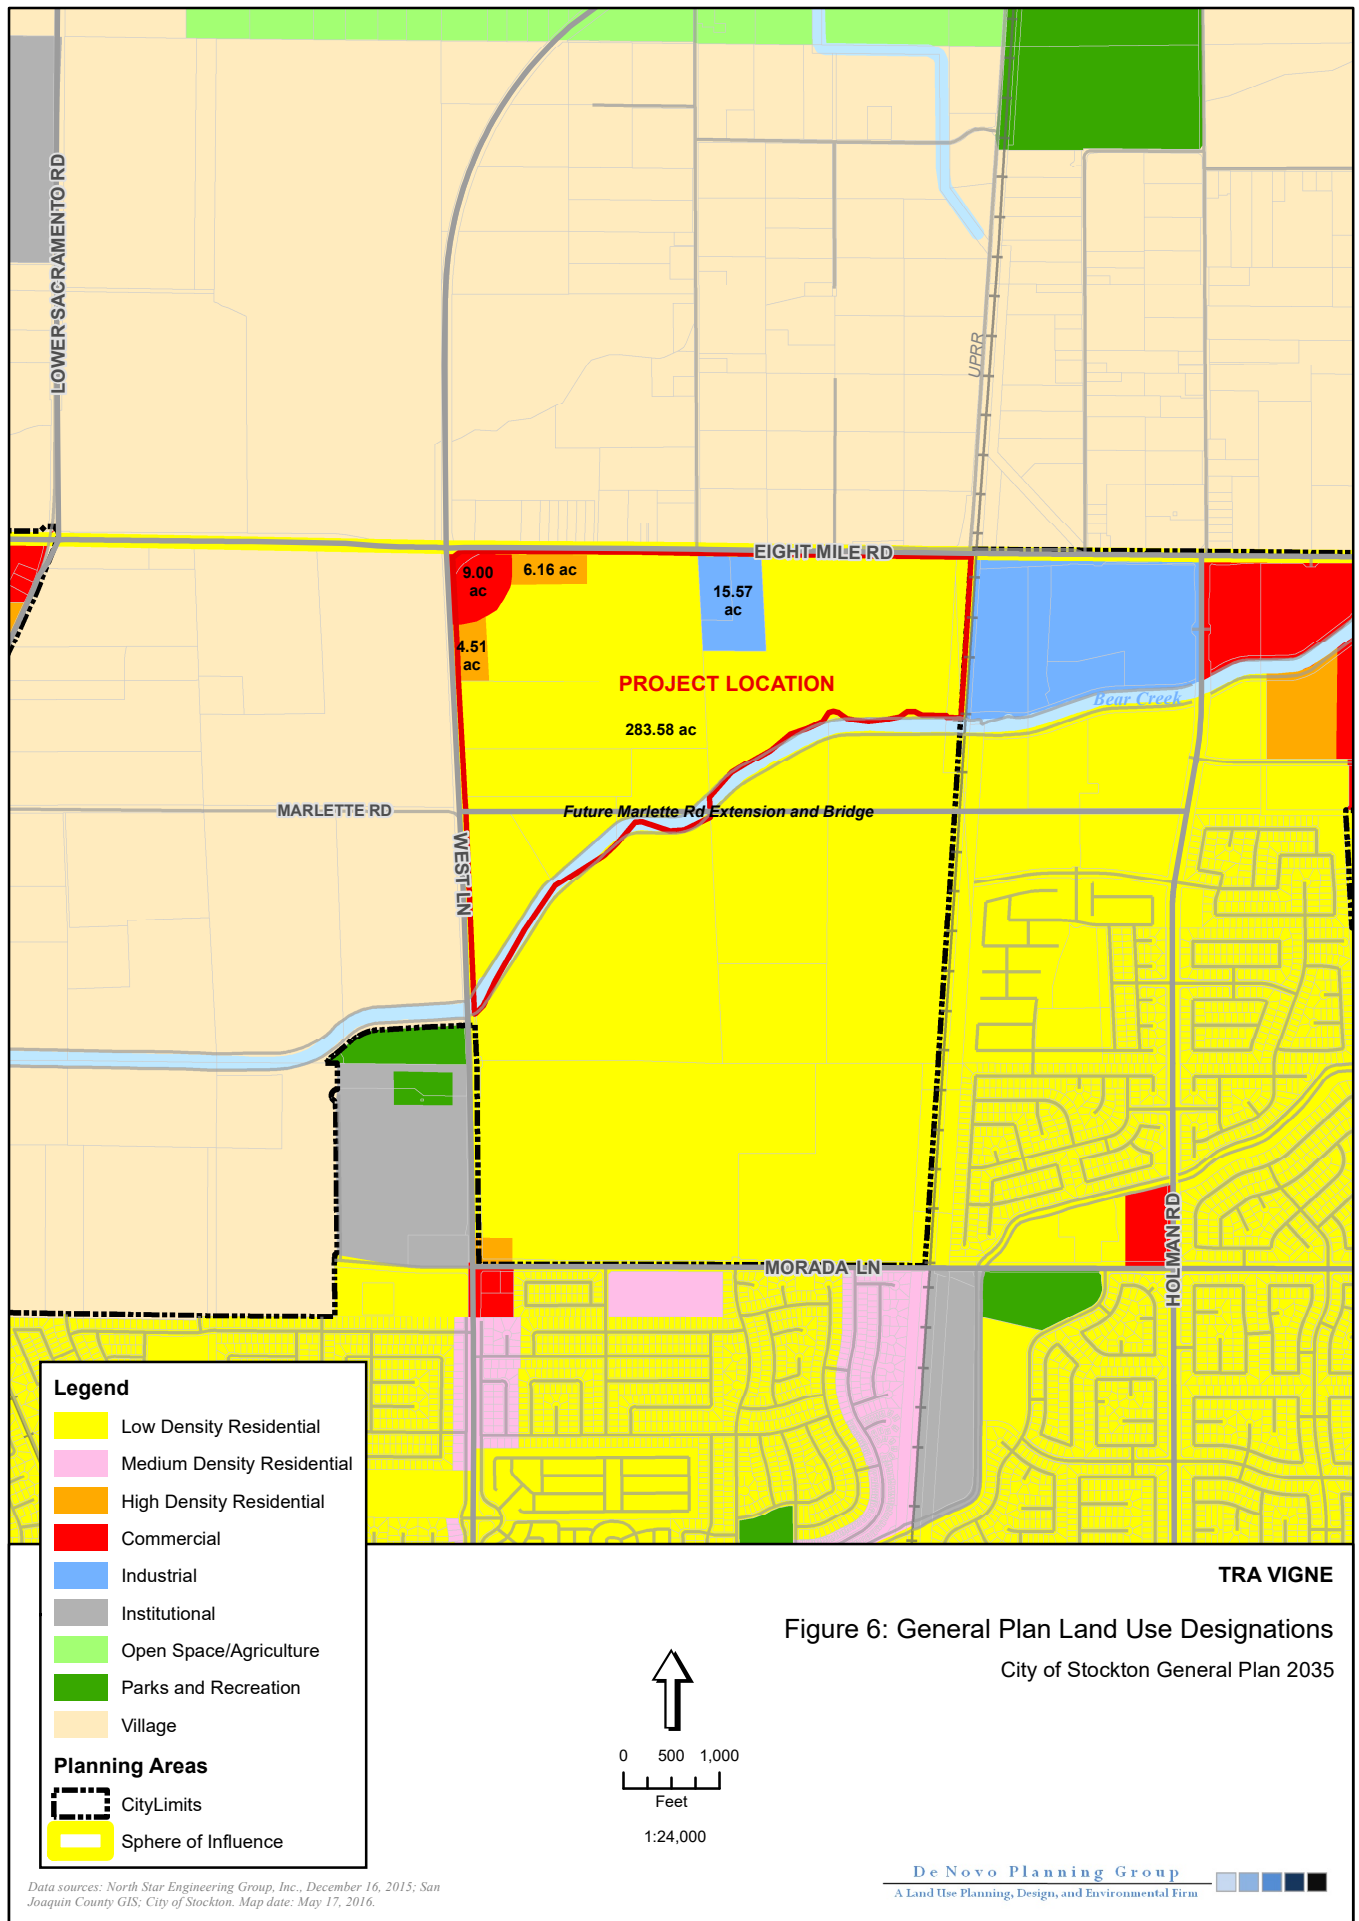 LOWER SACRAMENTO RD
UPRR
EIGHT MILE RD
9.00
ac
6.16 ac
15.57
ac
4.51
ac
PROJECT LOCATION
Bear Creek
283.58 ac
MARLETTE RD
Future Marlette Rd Extension and Bridge
WEST LN
HOLMAN RD
MORADA LN
Legend
Low Density Residential
Medium Density Residential
High Density Residential
Commercial
Industrial
Institutional
Open Space/Agriculture
Parks and Recreation
Village
Planning Areas
CityLimits
Sphere of Influence
TRA VIGNE
Figure 6: General Plan Land Use Designations
City of Stockton General Plan 2035
0 500 1,000
Feet
1:24,000
Data sources: North Star Engineering Group, Inc., December 16, 2015; San
Joaquin County GIS; City of Stockton. Map date: May 17, 2016.
De Novo Planning Group
A Land Use Planning, Design, and Environmental Firm